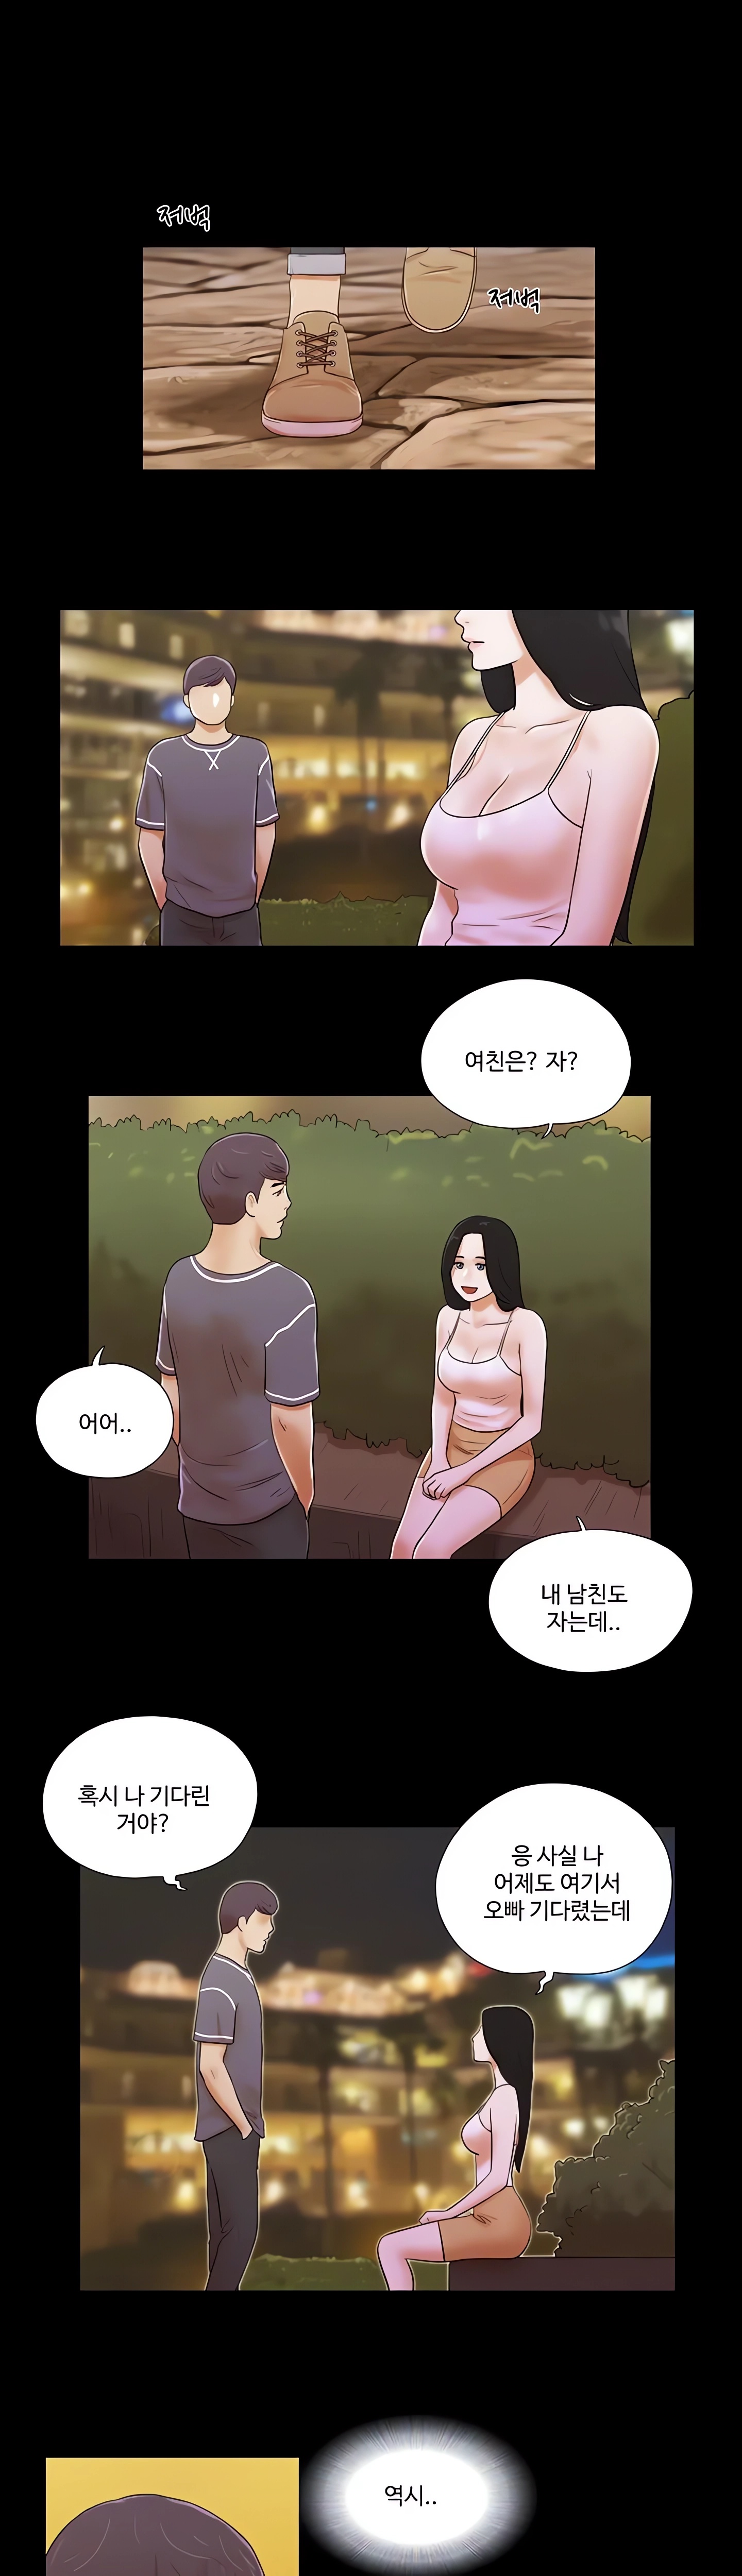 저벅
저벅
여친은? 자?
어어..
내 남친도
자는데..
혹시 나 기다린
거야?
응 사실 나
어제도 여기서
오빠 기다렸는데
역시..